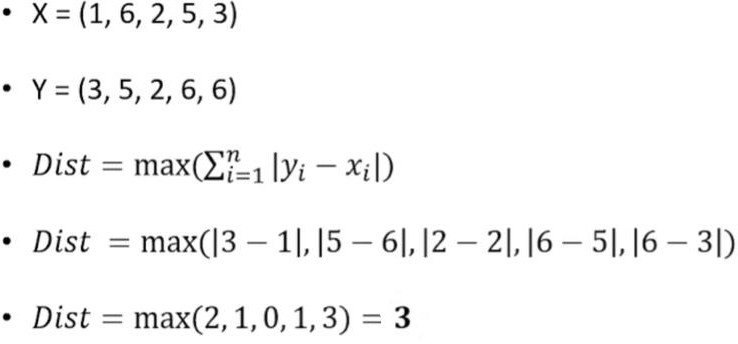 • X = (1, 6, 2, 5, 3)
• Y = (3, 5, 2, 6, 6)
• Dist = max(∑ⁿᵢ₌₁ |yᵢ − xᵢ|)
• Dist = max(|3 − 1|, |5 − 6|, |2 − 2|, |6 − 5|, |6 − 3|)
• Dist = max(2, 1, 0, 1, 3) = 3